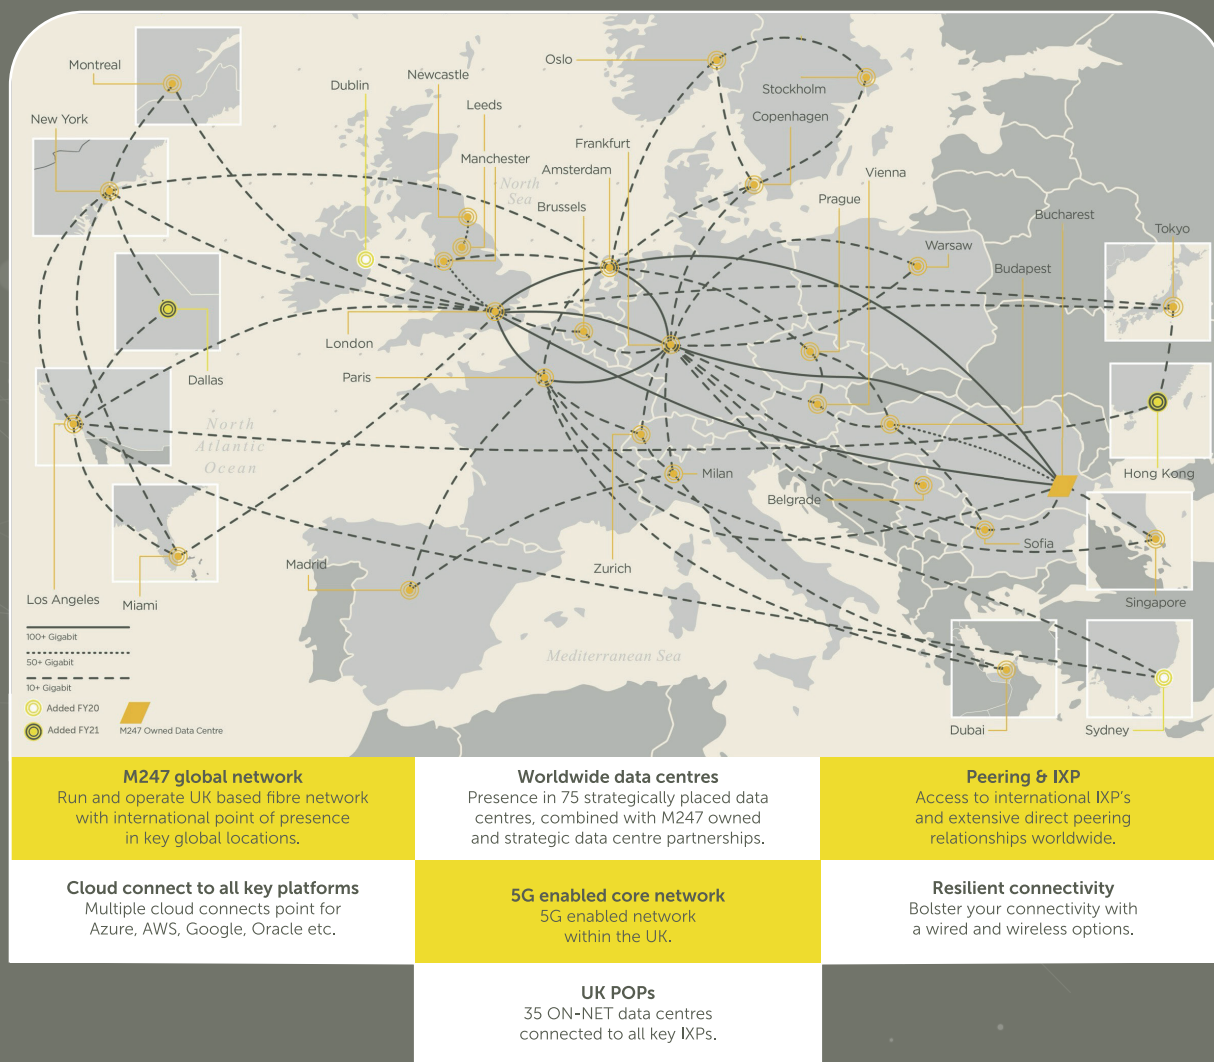 Montreal
New York
Dublin
Newcastle
Leeds
Manchester
Oslo
Stockholm
Copenhagen
Frankfurt
Amsterdam
Brussels
North
Sea
Vienna
Prague
Bucharest
Warsaw
Budapest
Tokyo
London
Paris
Dallas
North
Atlantic
Ocean
Milan
Belgrade
Hong Kong
Sofia
Zurich
Madrid
Los Angeles
Miami
Singapore
Mediterranean Sea
Dubai
Sydney
100+ Gigabit
50+ Gigabit
10+ Gigabit
Added FY20
Added FY21
M247 Owned Data Centre
M247 global network
Run and operate UK based fibre network
with international point of presence
in key global locations.
Worldwide data centres
Presence in 75 strategically placed data
centres, combined with M247 owned
and strategic data centre partnerships.
Peering & IXP
Access to international IXP's
and extensive direct peering
relationships worldwide.
Cloud connect to all key platforms
Multiple cloud connects point for
Azure, AWS, Google, Oracle etc.
5G enabled core network
5G enabled network
within the UK.
Resilient connectivity
Bolster your connectivity with
a wired and wireless options.
UK POPs
35 ON-NET data centres
connected to all key IXPs.